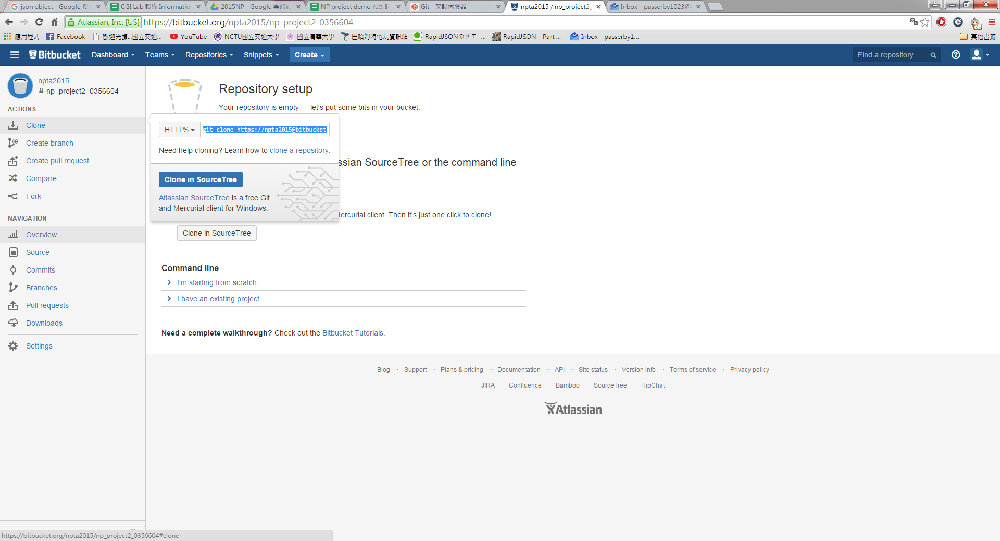 json object - Google 搜尋
CGI Lab 設備 Information
2015NP - Google 雲端硬
NP project demo 預約時
Git - 架設伺服器
npta2015 / np_project2_
Inbox – passerby1023@
Atlassian, Inc. [US]
https://bitbucket.org/npta2015/np_project2_0356604
應用程式
Facebook
歡迎光臨:::國立交通...
YouTube
NCTU國立交通大學
國立清華大學
巴哈姆特電玩資訊站
RapidJSONのメモ -...
RapidJSON – Part ...
Inbox – passerby1...
其他書籤
Bitbucket
Dashboard
Teams
Repositories
Snippets
Create
Find a repository...
npta2015
np_project2_0356604
ACTIONS
Clone
Create branch
Create pull request
Compare
Fork
NAVIGATION
Overview
Source
Commits
Branches
Pull requests
Downloads
Settings
Repository setup
Your repository is empty — let's put some bits in your bucket.
HTTPS
git clone https://npta2015@bitbucket
Need help cloning? Learn how to clone a repository.
ssian SourceTree or the command line
Clone in SourceTree
Atlassian SourceTree is a free Git
and Mercurial client for Windows.
Mercurial client. Then it's just one click to clone!
Clone in SourceTree
Command line
I'm starting from scratch
I have an existing project
Need a complete walkthrough? Check out the Bitbucket Tutorials.
Blog · Support · Plans & pricing · Documentation · API · Site status · Version info · Terms of service · Privacy policy
JIRA · Confluence · Bamboo · SourceTree · HipChat
Atlassian
https://bitbucket.org/npta2015/np_project2_0356604#clone